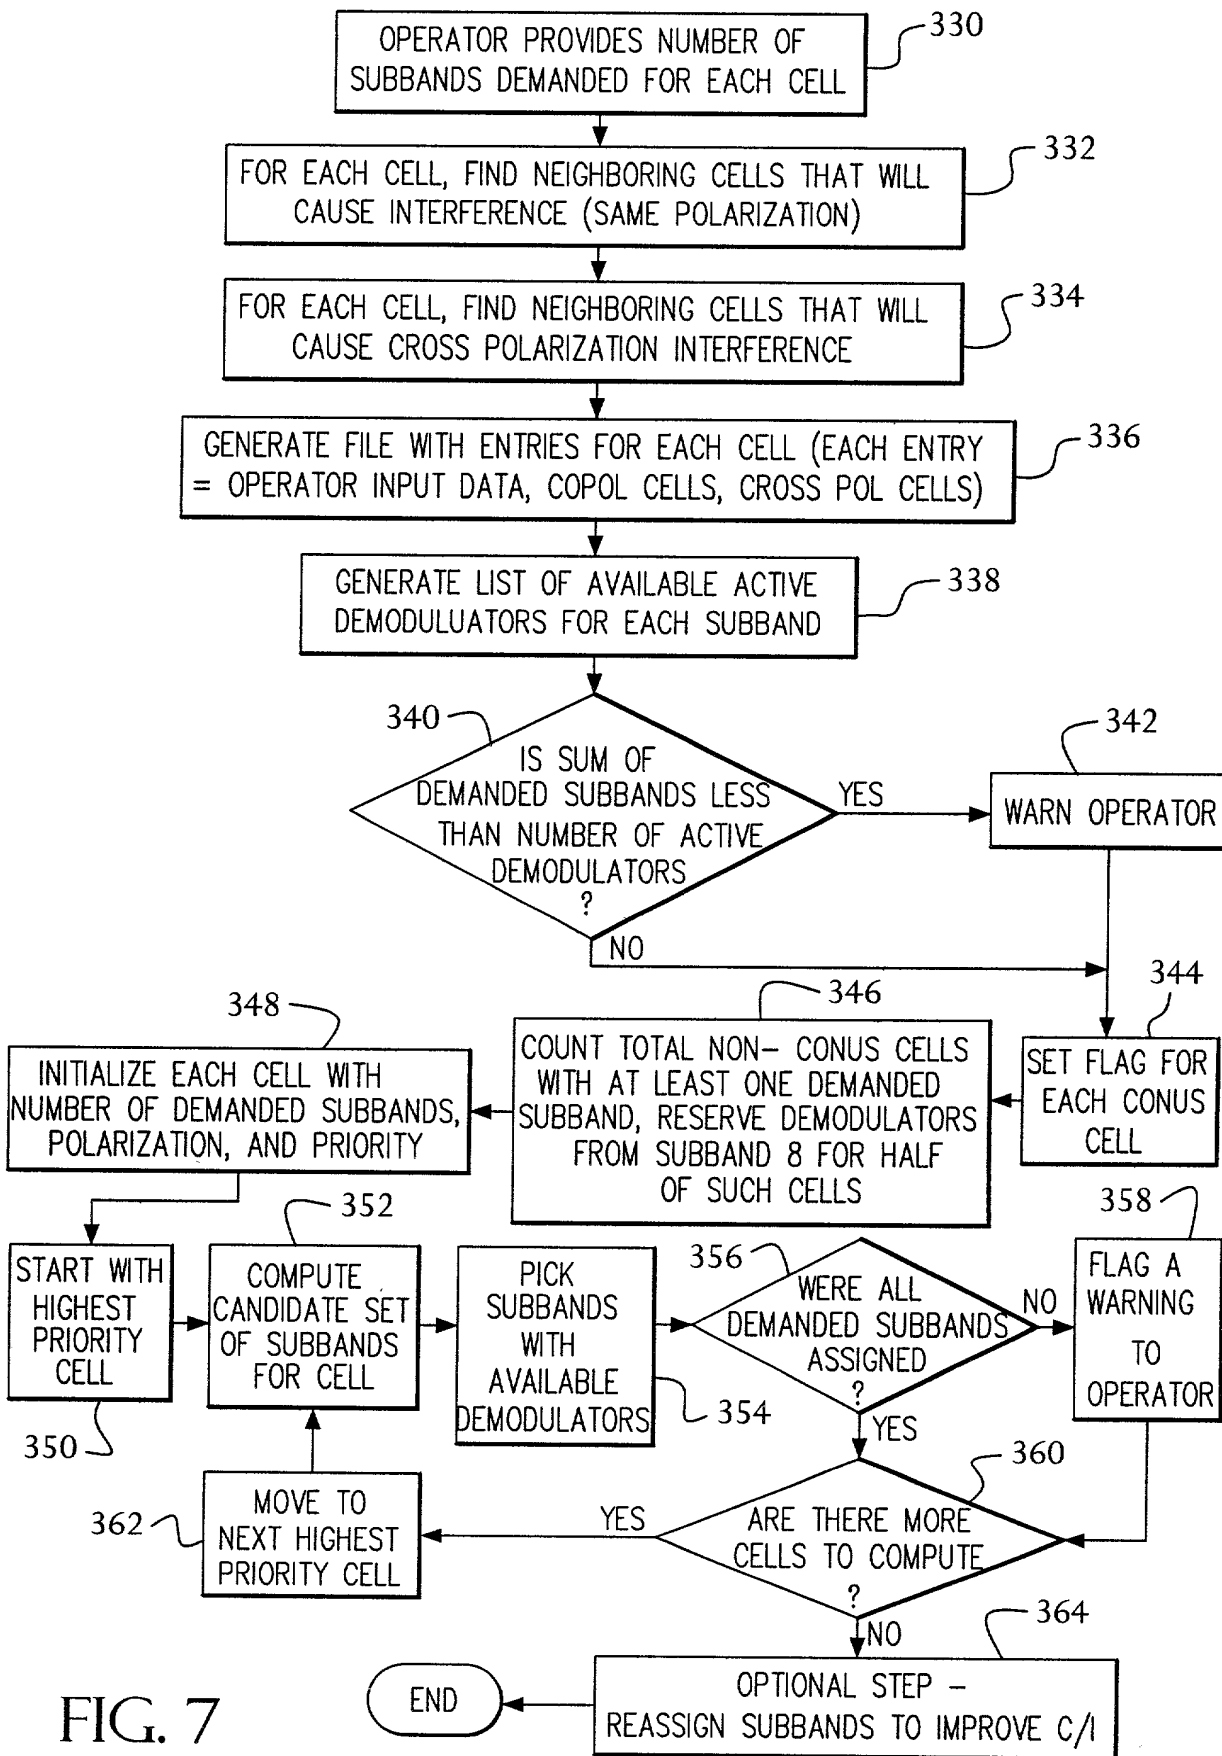 OPERATOR PROVIDES NUMBER OF
SUBBANDS DEMANDED FOR EACH CELL
330
FOR EACH CELL, FIND NEIGHBORING CELLS THAT WILL
CAUSE INTERFERENCE (SAME POLARIZATION)
332
FOR EACH CELL, FIND NEIGHBORING CELLS THAT WILL
CAUSE CROSS POLARIZATION INTERFERENCE
334
GENERATE FILE WITH ENTRIES FOR EACH CELL (EACH ENTRY
= OPERATOR INPUT DATA, COPOL CELLS, CROSS POL CELLS)
336
GENERATE LIST OF AVAILABLE ACTIVE
DEMODULUATORS FOR EACH SUBBAND
338
340
IS SUM OF
DEMANDED SUBBANDS LESS
THAN NUMBER OF ACTIVE
DEMODULATORS
?
YES
NO
342
WARN OPERATOR
344
SET FLAG FOR
EACH CONUS
CELL
346
COUNT TOTAL NON- CONUS CELLS
WITH AT LEAST ONE DEMANDED
SUBBAND, RESERVE DEMODULATORS
FROM SUBBAND 8 FOR HALF
OF SUCH CELLS
348
INITIALIZE EACH CELL WITH
NUMBER OF DEMANDED SUBBANDS,
POLARIZATION, AND PRIORITY
START WITH
HIGHEST
PRIORITY
CELL
350
352
COMPUTE
CANDIDATE SET
OF SUBBANDS
FOR CELL
PICK
SUBBANDS
WITH
AVAILABLE
DEMODULATORS
354
356
WERE ALL
DEMANDED SUBBANDS
ASSIGNED
?
NO
YES
358
FLAG A
WARNING
TO
OPERATOR
360
ARE THERE MORE
CELLS TO COMPUTE
?
YES
NO
362
MOVE TO
NEXT HIGHEST
PRIORITY CELL
364
OPTIONAL STEP -
REASSIGN SUBBANDS TO IMPROVE C/I
END
FIG. 7